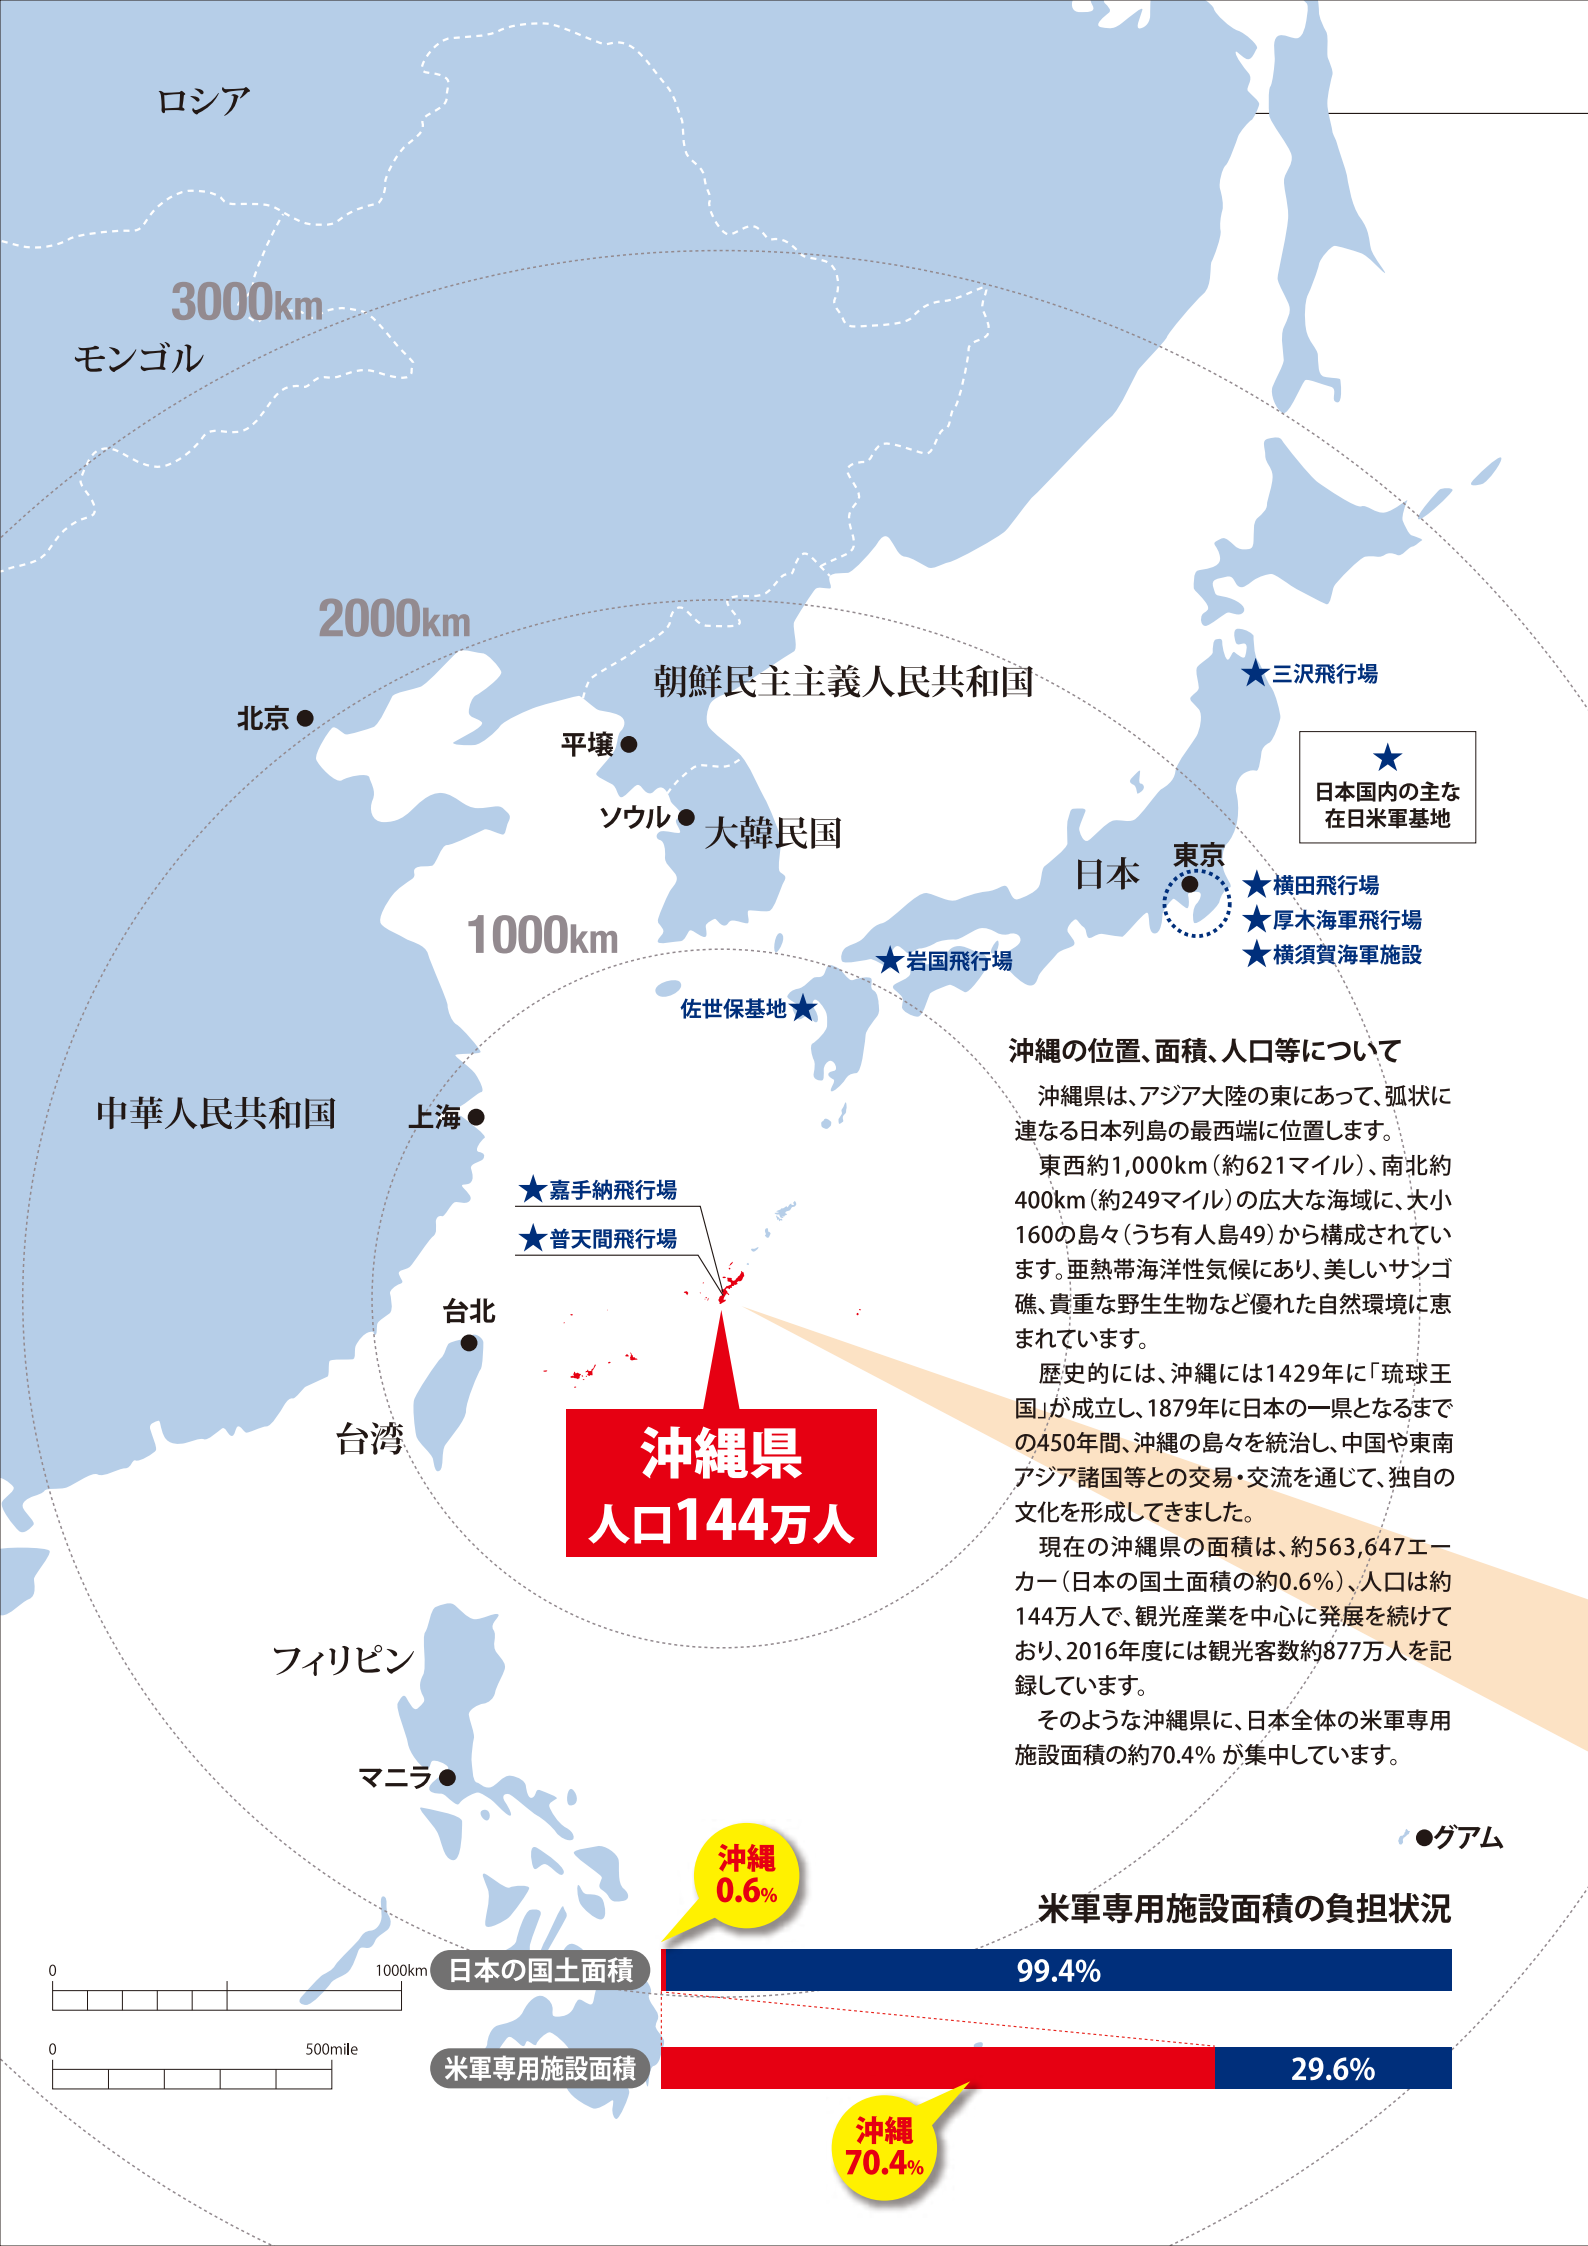 ロシア
3000km
モンゴル
2000km
朝鮮民主主義人民共和国
★三沢飛行場
北京
平壌
★
日本国内の主な
在日米軍基地
ソウル
大韓民国
東京
日本
★横田飛行場
★厚木海軍飛行場
★横須賀海軍施設
1000km
★岩国飛行場
佐世保基地★
中華人民共和国
上海
★嘉手納飛行場
★普天間飛行場
台北
台湾
沖縄県
人口144万人
沖縄の位置、面積、人口等について
沖縄県は、アジア大陸の東にあって、弧状に
連なる日本列島の最西端に位置します。
東西約1,000km（約621マイル）、南北約
400km（約249マイル）の広大な海域に、大小
160の島々（うち有人島49）から構成されてい
ます。亜熱帯海洋性気候にあり、美しいサンゴ
礁、貴重な野生生物など優れた自然環境に恵
まれています。
歴史的には、沖縄には1429年に「琉球王
国」が成立し、1879年に日本の一県となるまで
の450年間、沖縄の島々を統治し、中国や東南
アジア諸国等との交易・交流を通じて、独自の
文化を形成してきました。
現在の沖縄県の面積は、約563,647エー
カー（日本の国土面積の約0.6%）、人口は約
144万人で、観光産業を中心に発展を続けて
おり、2016年度には観光客数約877万人を記
録しています。
そのような沖縄県に、日本全体の米軍専用
施設面積の約70.4% が集中しています。
フィリピン
マニラ
グアム
米軍専用施設面積の負担状況
沖縄
0.6%
日本の国土面積
99.4%
米軍専用施設面積
29.6%
沖縄
70.4%
0 1000km
0 500mile